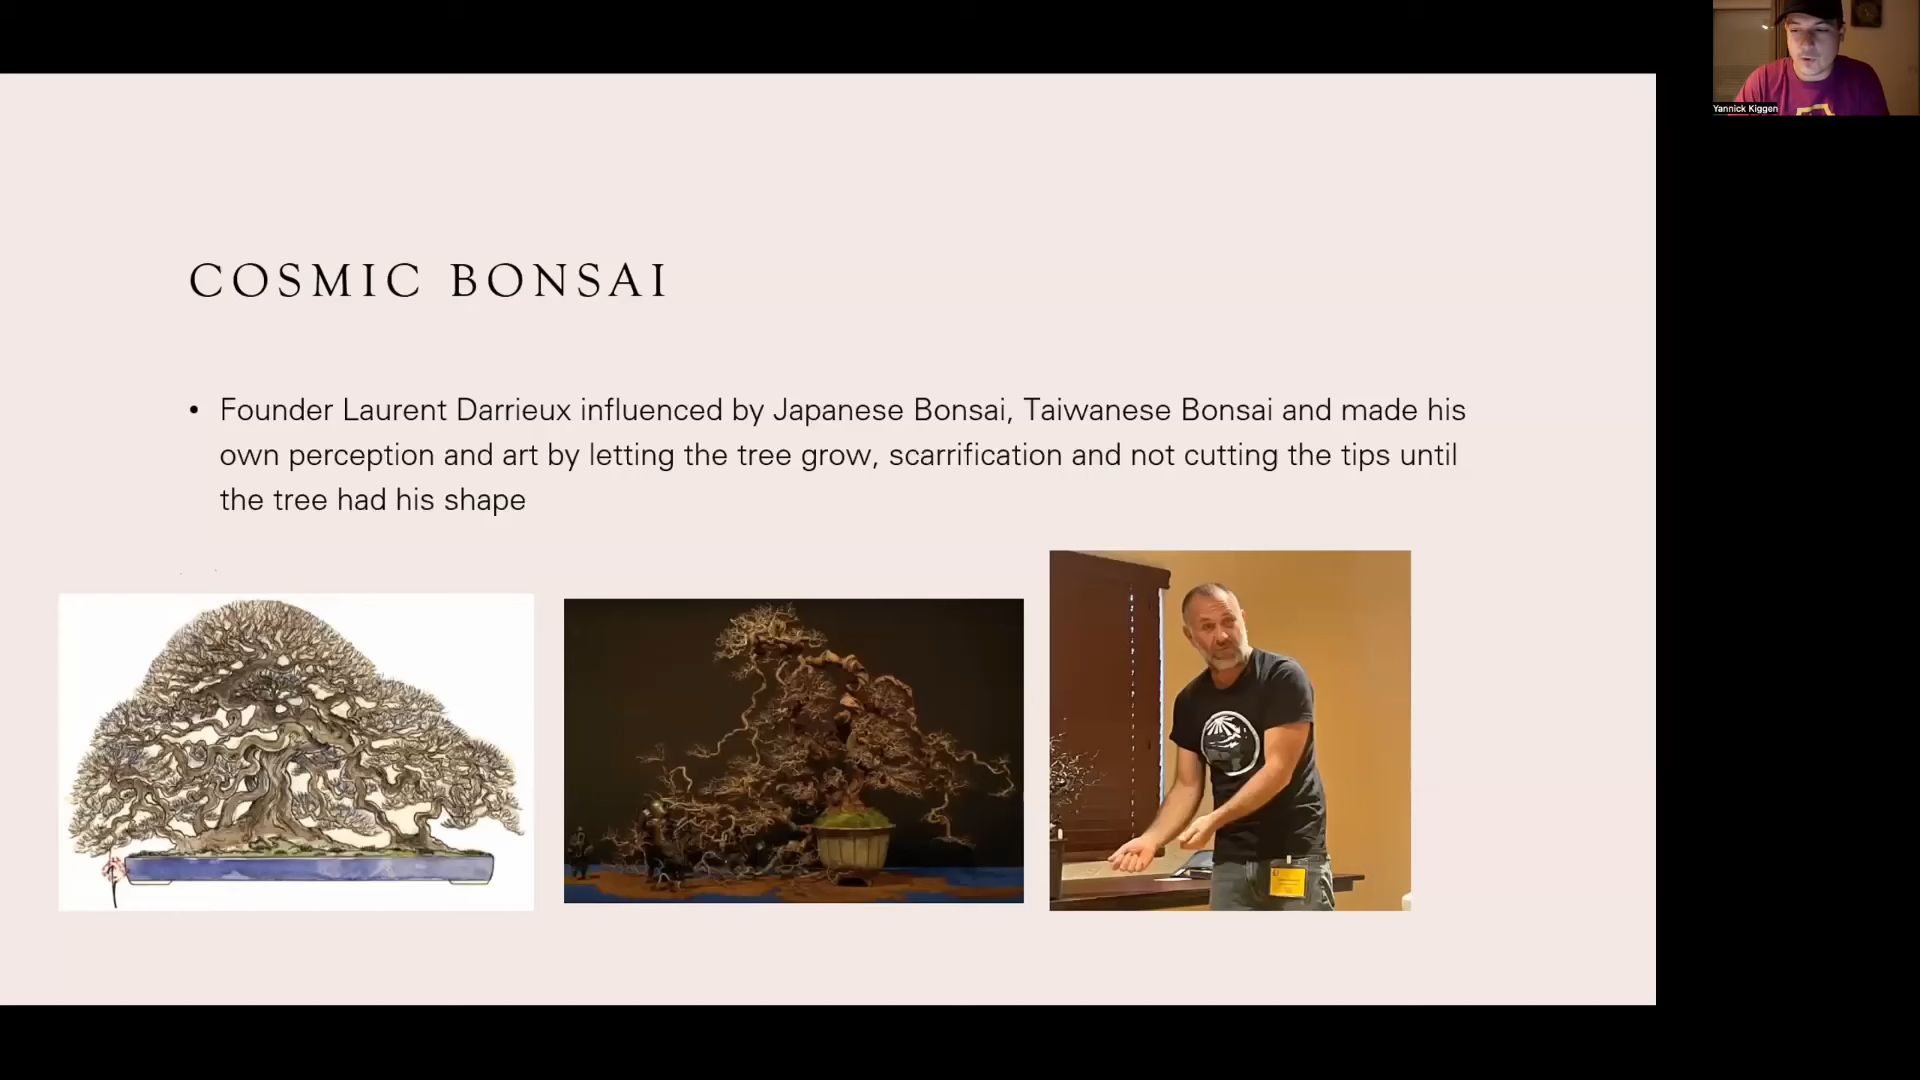 Yannick Kiggen
COSMIC BONSAI
• Founder Laurent Darrieux influenced by Japanese Bonsai, Taiwanese Bonsai and made his
own perception and art by letting the tree grow, scarrification and not cutting the tips until
the tree had his shape